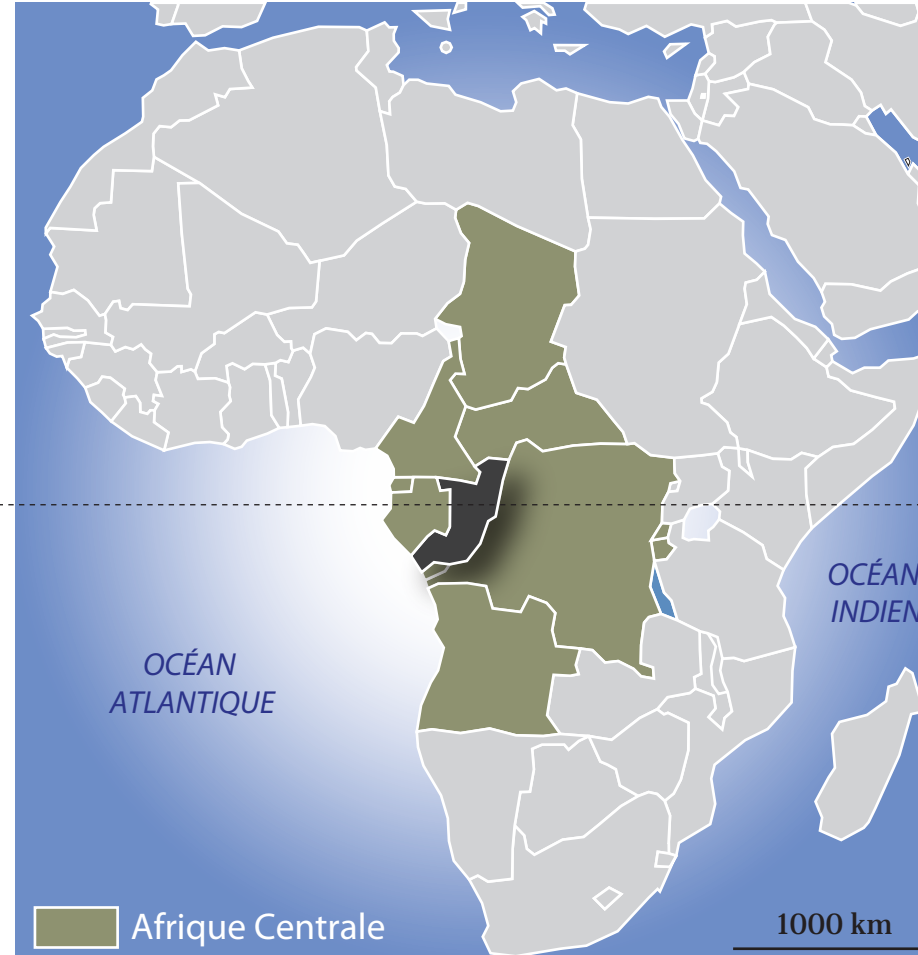 OCÉAN
INDIEN
OCÉAN
ATLANTIQUE
Afrique Centrale
1000 km